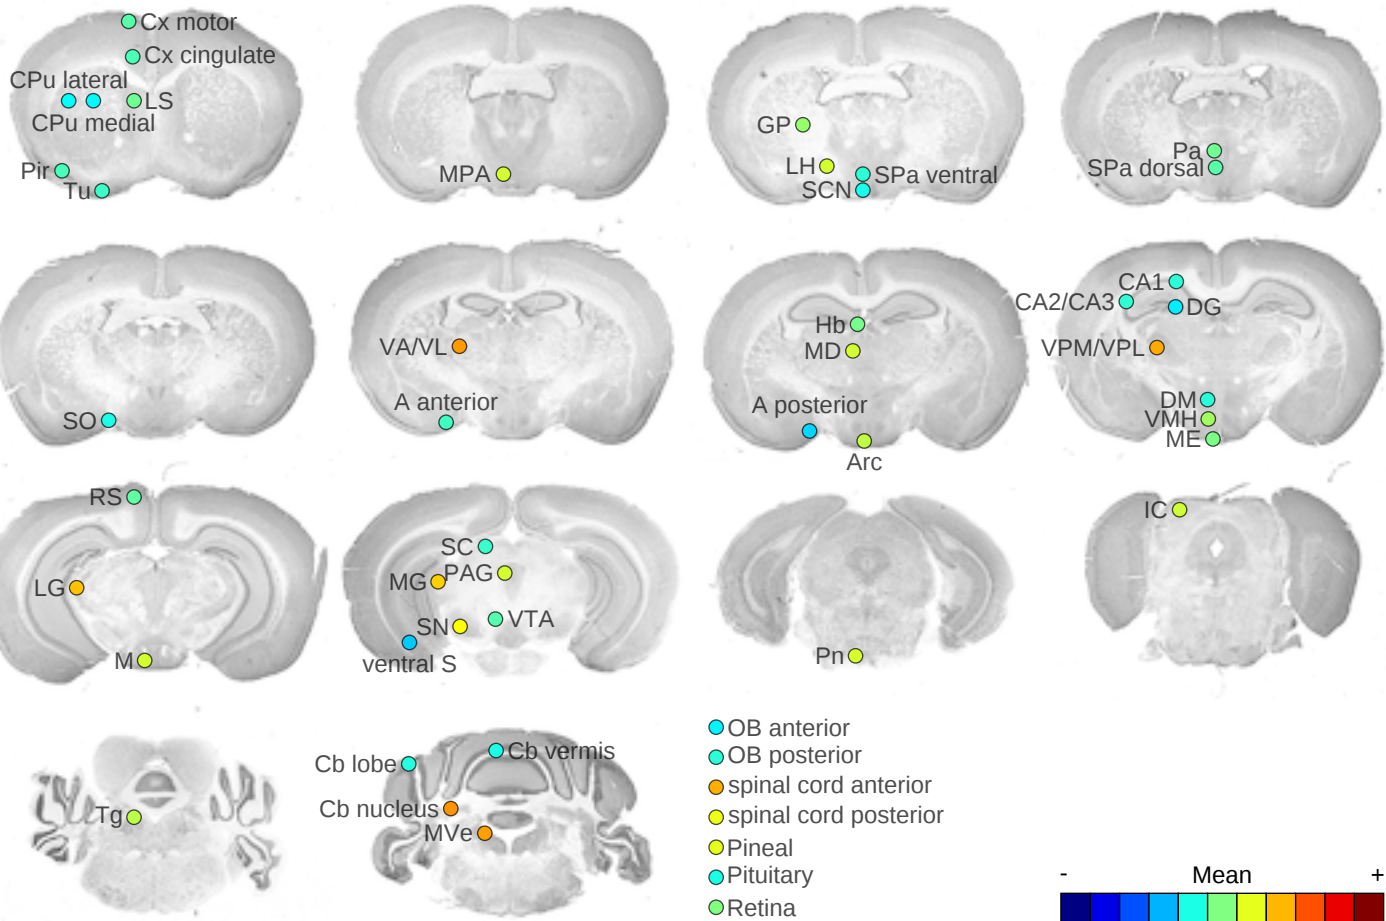 Cx motor
Cx cingulate
CPu lateral
LS
CPu medial
Pir
Tu
MPA
GP
LH
SPa ventral
SCN
Pa
SPa dorsal
SO
VA/VL
A anterior
Hb
MD
A posterior
Arc
CA1
CA2/CA3
DG
VPM/VPL
DM
VMH
ME
RS
LG
M
SC
MG
PAG
SN
VTA
ventral S
Pn
IC
Tg
Cb lobe
Cb vermis
Cb nucleus
MVe
OB anterior
OB posterior
spinal cord anterior
spinal cord posterior
Pineal
Pituitary
Retina
- Mean +